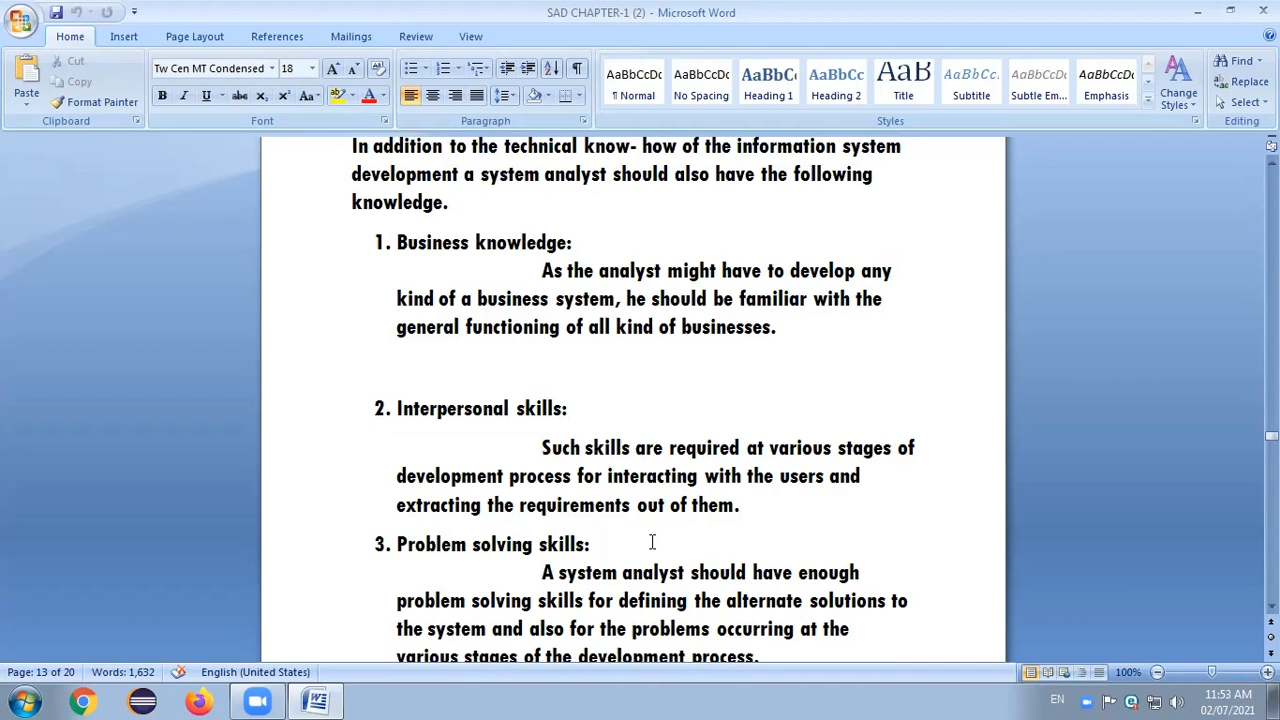 SAD CHAPTER-1 (2) - Microsoft Word
Home Insert Page Layout References Mailings Review View
Paste
Cut
Copy
Format Painter
Clipboard
Tw Cen MT Condensed 18
Font
Paragraph
AaBbCcDc AaBbCcDc AaBbCc AaBbCc AaB AaBbCc. AaBbCcDc AaBbCcDc
¶ Normal No Spacing Heading 1 Heading 2 Title Subtitle Subtle Em... Emphasis
Change Styles
Styles
Find
Replace
Select
Editing
In addition to the technical know- how of the information system
development a system analyst should also have the following
knowledge.
1. Business knowledge:
As the analyst might have to develop any
kind of a business system, he should be familiar with the
general functioning of all kind of businesses.
2. Interpersonal skills:
Such skills are required at various stages of
development process for interacting with the users and
extracting the requirements out of them.
3. Problem solving skills:
A system analyst should have enough
problem solving skills for defining the alternate solutions to
the system and also for the problems occurring at the
various stages of the development process.
Page: 13 of 20 Words: 1,632 English (United States) 100%
EN
11:53 AM
02/07/2021